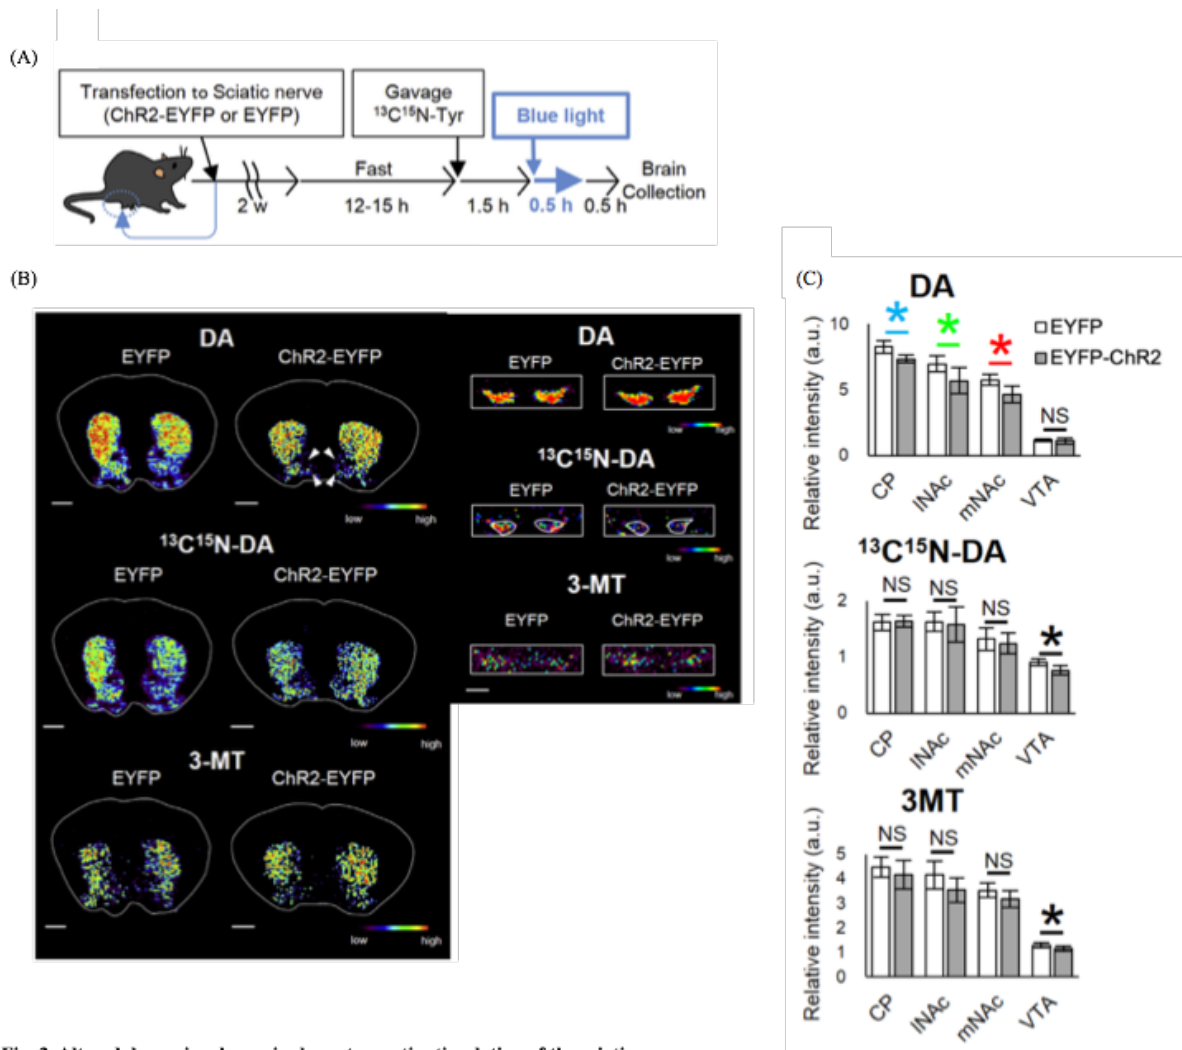 (A)
Transfection to Sciatic nerve
(ChR2-EYFP or EYFP)
Gavage
¹³C¹⁵N-Tyr
Blue light
Fast
Brain
Collection
2 w
12-15 h
1.5 h
0.5 h
0.5 h
(B)
DA
EYFP
ChR2-EYFP
low
high
¹³C¹⁵N-DA
EYFP
ChR2-EYFP
low
high
3-MT
EYFP
ChR2-EYFP
low
high
DA
EYFP
ChR2-EYFP
low
high
¹³C¹⁵N-DA
EYFP
ChR2-EYFP
low
high
3-MT
EYFP
ChR2-EYFP
low
high
(C)
DA
EYFP
EYFP-ChR2
Relative intensity (a.u.)
10
5
0
*
*
*
NS
CP
lNAc
mNAc
VTA
¹³C¹⁵N-DA
Relative intensity (a.u.)
2
1
0
NS
NS
NS
*
CP
lNAc
mNAc
VTA
3MT
Relative intensity (a.u.)
5
4
3
2
1
0
NS
NS
NS
*
CP
lNAc
mNAc
VTA